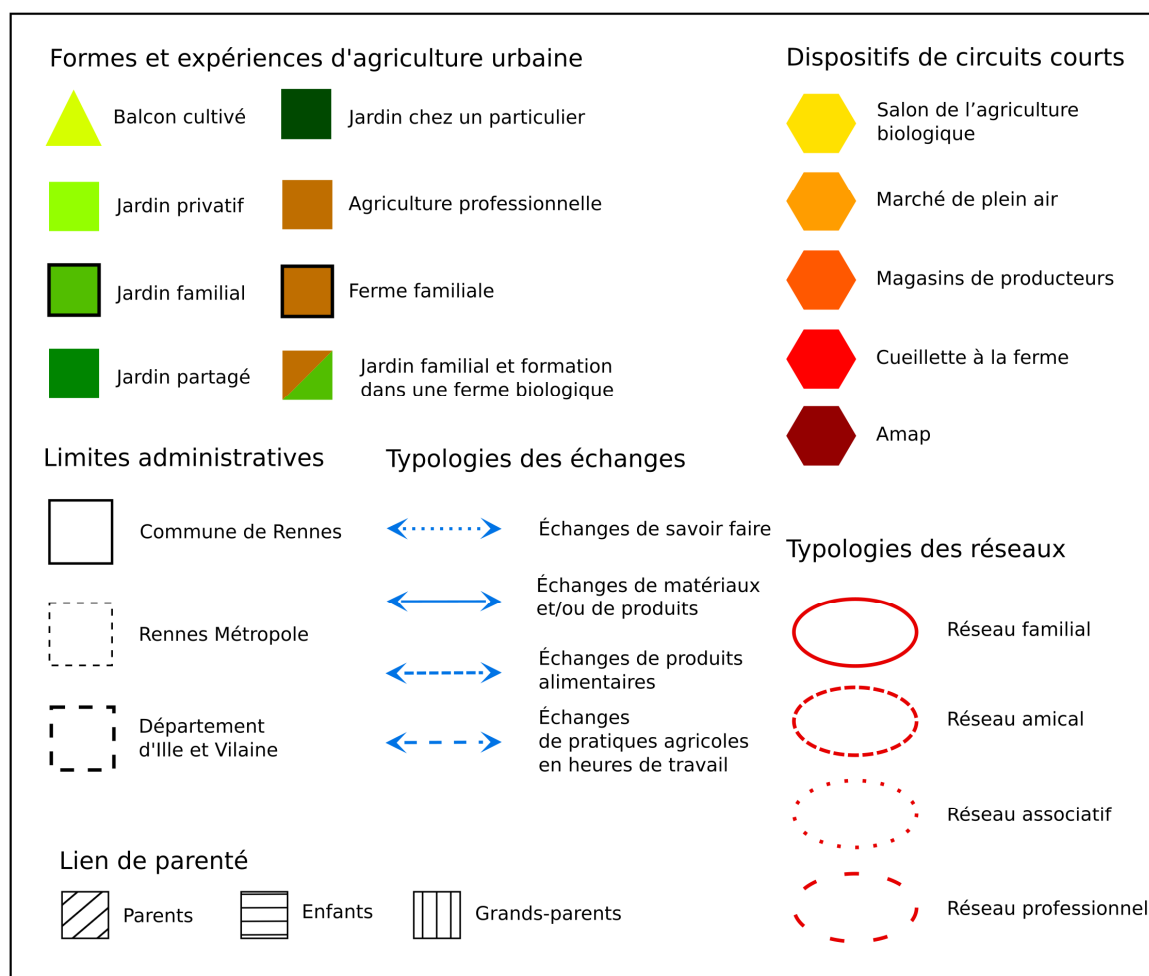 Formes et expériences d'agriculture urbaine
Balcon cultivé
Jardin chez un particulier
Jardin privatif
Agriculture professionnelle
Jardin familial
Ferme familiale
Jardin partagé
Jardin familial et formation
dans une ferme biologique
Dispositifs de circuits courts
Salon de l’agriculture
biologique
Marché de plein air
Magasins de producteurs
Cueillette à la ferme
Amap
Limites administratives
Commune de Rennes
Rennes Métropole
Département
d'Ille et Vilaine
Typologies des échanges
Échanges de savoir faire
Échanges de matériaux
et/ou de produits
Échanges de produits
alimentaires
Échanges
de pratiques agricoles
en heures de travail
Typologies des réseaux
Réseau familial
Réseau amical
Réseau associatif
Réseau professionnel
Lien de parenté
Parents
Enfants
Grands-parents